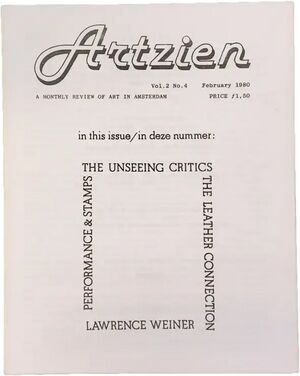 Artzien
Vol.2 No.4 February 1980
A MONTHLY REVIEW OF ART IN AMSTERDAM PRICE ƒ1,50
in this issue/in deze nummer:
THE UNSEEING CRITICS
PERFORMANCE & STAMPS
THE LEATHER CONNECTION
LAWRENCE WEINER